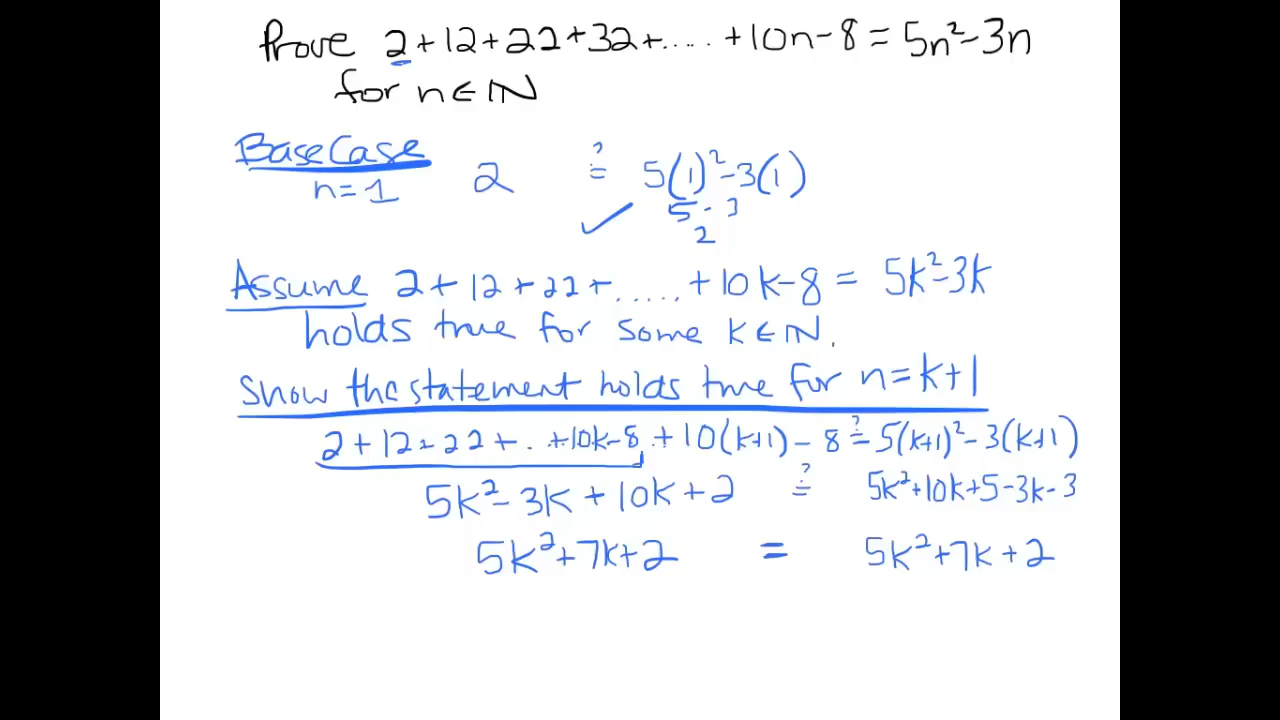 Prove 2+12+22+32+..... +10n-8 = 5n²-3n
for n∈ℕ
Base Case
n=1
2 ≟ 5(1)²-3(1)
5-3
✓
2
Assume 2+12+22+..... +10k-8 = 5k²-3k
holds true for some k∈ℕ.
Show the statement holds true for n=k+1
2+12+22+...+10k-8 + 10(k+1)-8 ≟ 5(k+1)²-3(k+1)
5k²-3k+10k+2 ≟ 5k²+10k+5-3k-3
5k²+7k+2 = 5k²+7k+2